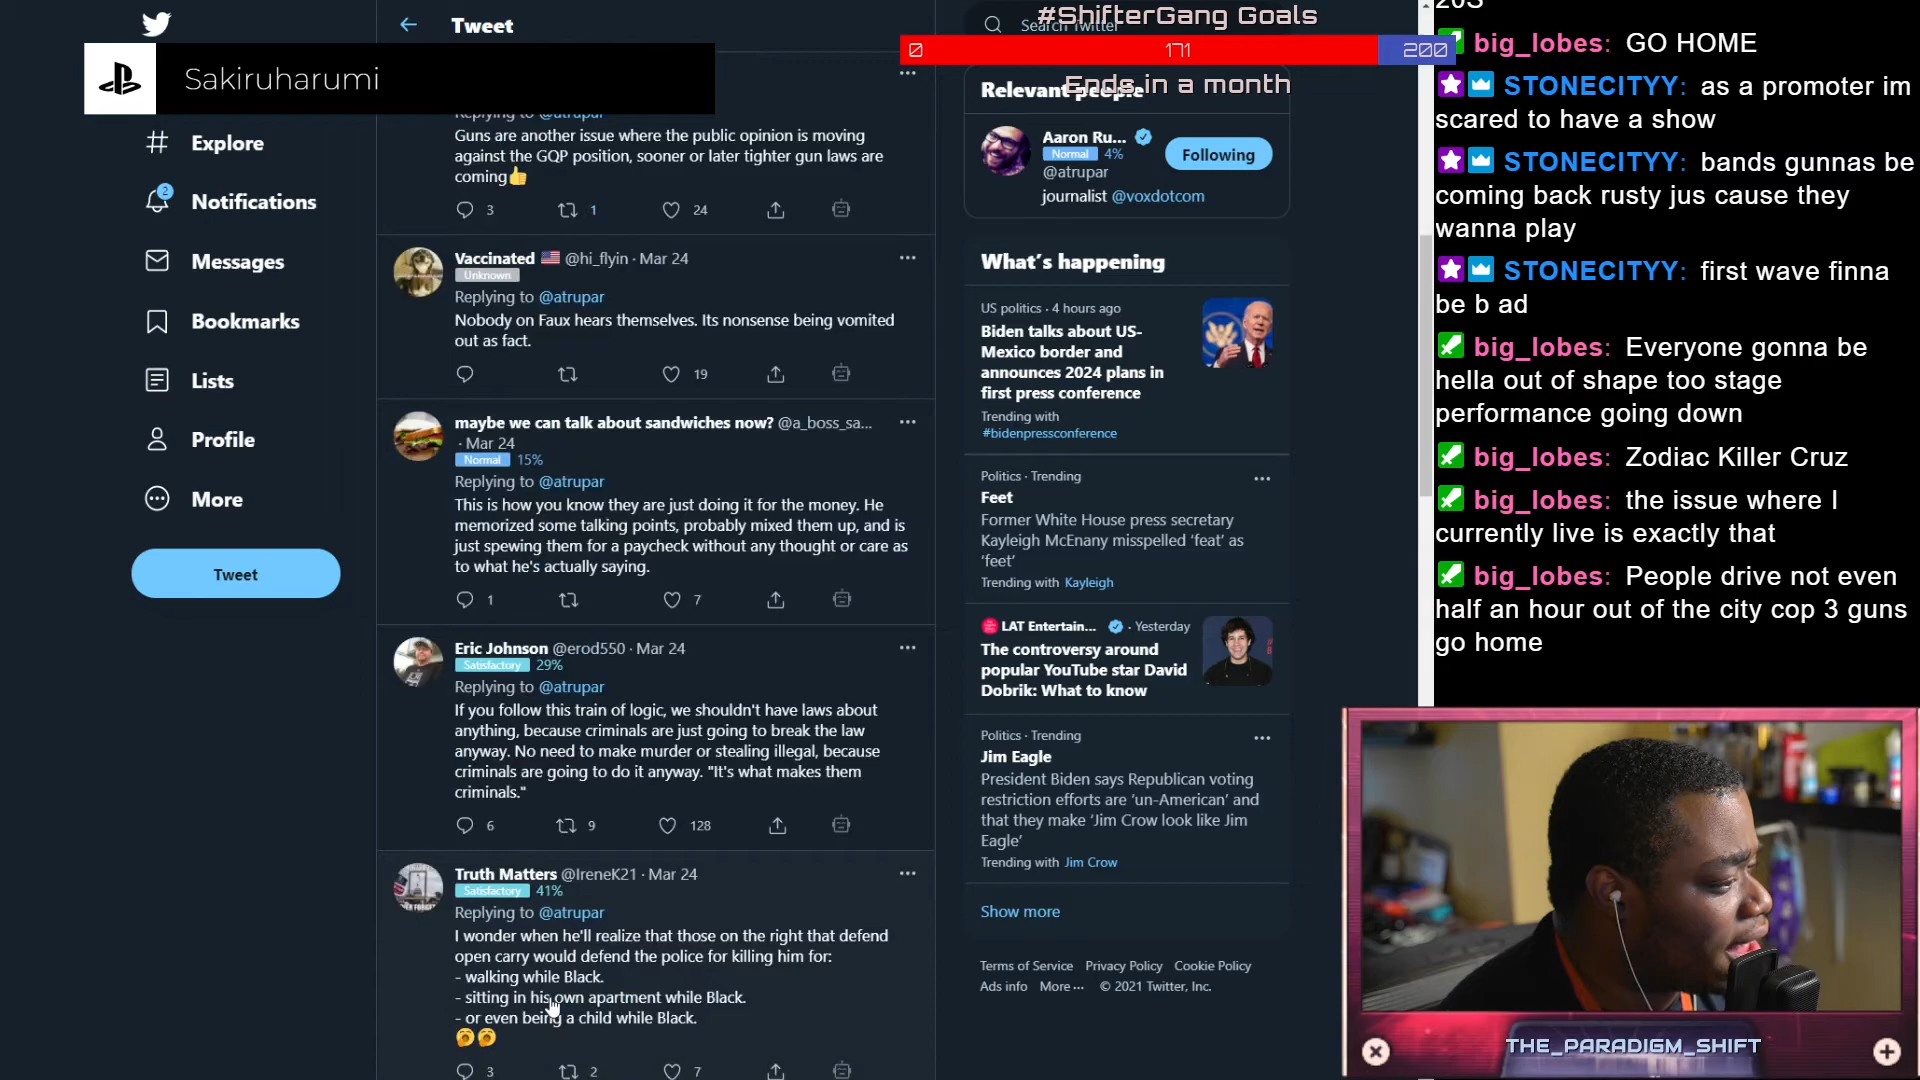 Tweet
Search Twitter
#ShifterGang Goals
0
171
200
Ends in a month
Sakiruharumi
Explore
2
Notifications
Messages
Bookmarks
Lists
Profile
More
Tweet
Replying to @atrupar
Guns are another issue where the public opinion is moving
against the GQP position, sooner or later tighter gun laws are
coming👍
3
1
24
Vaccinated 🇺🇸 @hi_flyin · Mar 24
Unknown
Replying to @atrupar
Nobody on Faux hears themselves. Its nonsense being vomited
out as fact.
19
maybe we can talk about sandwiches now? @a_boss_sa...
· Mar 24
Normal 15%
Replying to @atrupar
This is how you know they are just doing it for the money. He
memorized some talking points, probably mixed them up, and is
just spewing them for a paycheck without any thought or care as
to what he's actually saying.
1
7
Eric Johnson @erod550 · Mar 24
Satisfactory 29%
Replying to @atrupar
If you follow this train of logic, we shouldn't have laws about
anything, because criminals are just going to break the law
anyway. No need to make murder or stealing illegal, because
criminals are going to do it anyway. "It's what makes them
criminals."
6
9
128
Truth Matters @IreneK21 · Mar 24
Satisfactory 41%
Replying to @atrupar
I wonder when he'll realize that those on the right that defend
open carry would defend the police for killing him for:
- walking while Black.
- sitting in his own apartment while Black.
- or even being a child while Black.
3
2
7
Relevant people
Aaron Ru...
Normal 4%
@atrupar
Following
journalist @voxdotcom
What's happening
US politics · 4 hours ago
Biden talks about US-
Mexico border and
announces 2024 plans in
first press conference
Trending with
#bidenpressconference
Politics · Trending
Feet
Former White House press secretary
Kayleigh McEnany misspelled 'feat' as
'feet'
Trending with Kayleigh
LAT Entertain... · Yesterday
The controversy around
popular YouTube star David
Dobrik: What to know
Politics · Trending
Jim Eagle
President Biden says Republican voting
restriction efforts are 'un-American' and
that they make 'Jim Crow look like Jim
Eagle'
Trending with Jim Crow
Show more
Terms of Service Privacy Policy Cookie Policy
Ads info More··· © 2021 Twitter, Inc.
big_lobes: GO HOME
STONECITYY: as a promoter im
scared to have a show
STONECITYY: bands gunnas be
coming back rusty jus cause they
wanna play
STONECITYY: first wave finna
be b ad
big_lobes: Everyone gonna be
hella out of shape too stage
performance going down
big_lobes: Zodiac Killer Cruz
big_lobes: the issue where I
currently live is exactly that
big_lobes: People drive not even
half an hour out of the city cop 3 guns
go home
THE_PARADIGM_SHIFT